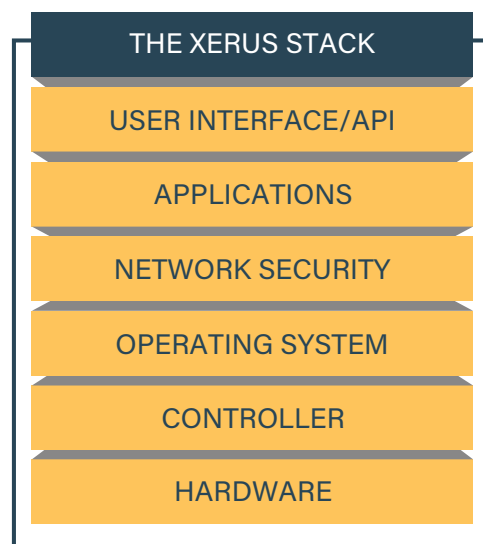 THE XERUS STACK
USER INTERFACE/API
APPLICATIONS
NETWORK SECURITY
OPERATING SYSTEM
CONTROLLER
HARDWARE